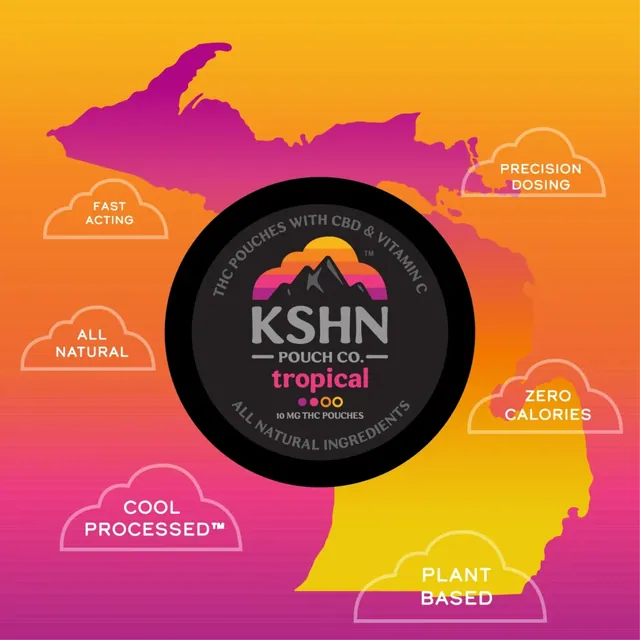 PRECISION
DOSING
FAST
ACTING
THC POUCHES WITH CBD & VITAMIN C
TM
KSHN
POUCH CO.
tropical
10 MG THC POUCHES
ALL NATURAL INGREDIENTS
ALL
NATURAL
ZERO
CALORIES
COOL
PROCESSED™
PLANT
BASED